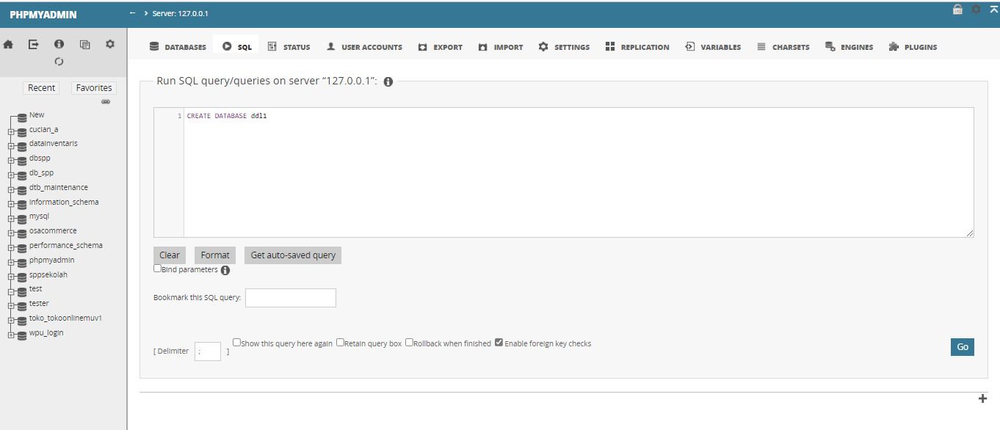 PHPMYADMIN
← › Server: 127.0.0.1
DATABASES SQL STATUS USER ACCOUNTS EXPORT IMPORT SETTINGS REPLICATION VARIABLES CHARSETS ENGINES PLUGINS
Recent Favorites
New
cucian_a
datainventaris
dbspp
db_spp
dtb_maintenance
information_schema
mysql
osacommerce
performance_schema
phpmyadmin
sppsekolah
test
tester
toko_tokoonlinemuv1
wpu_login
Run SQL query/queries on server “127.0.0.1”:
1 CREATE DATABASE ddl1
Clear Format Get auto-saved query
Bind parameters
Bookmark this SQL query:
[ Delimiter ; ] Show this query here again Retain query box Rollback when finished Enable foreign key checks
Go